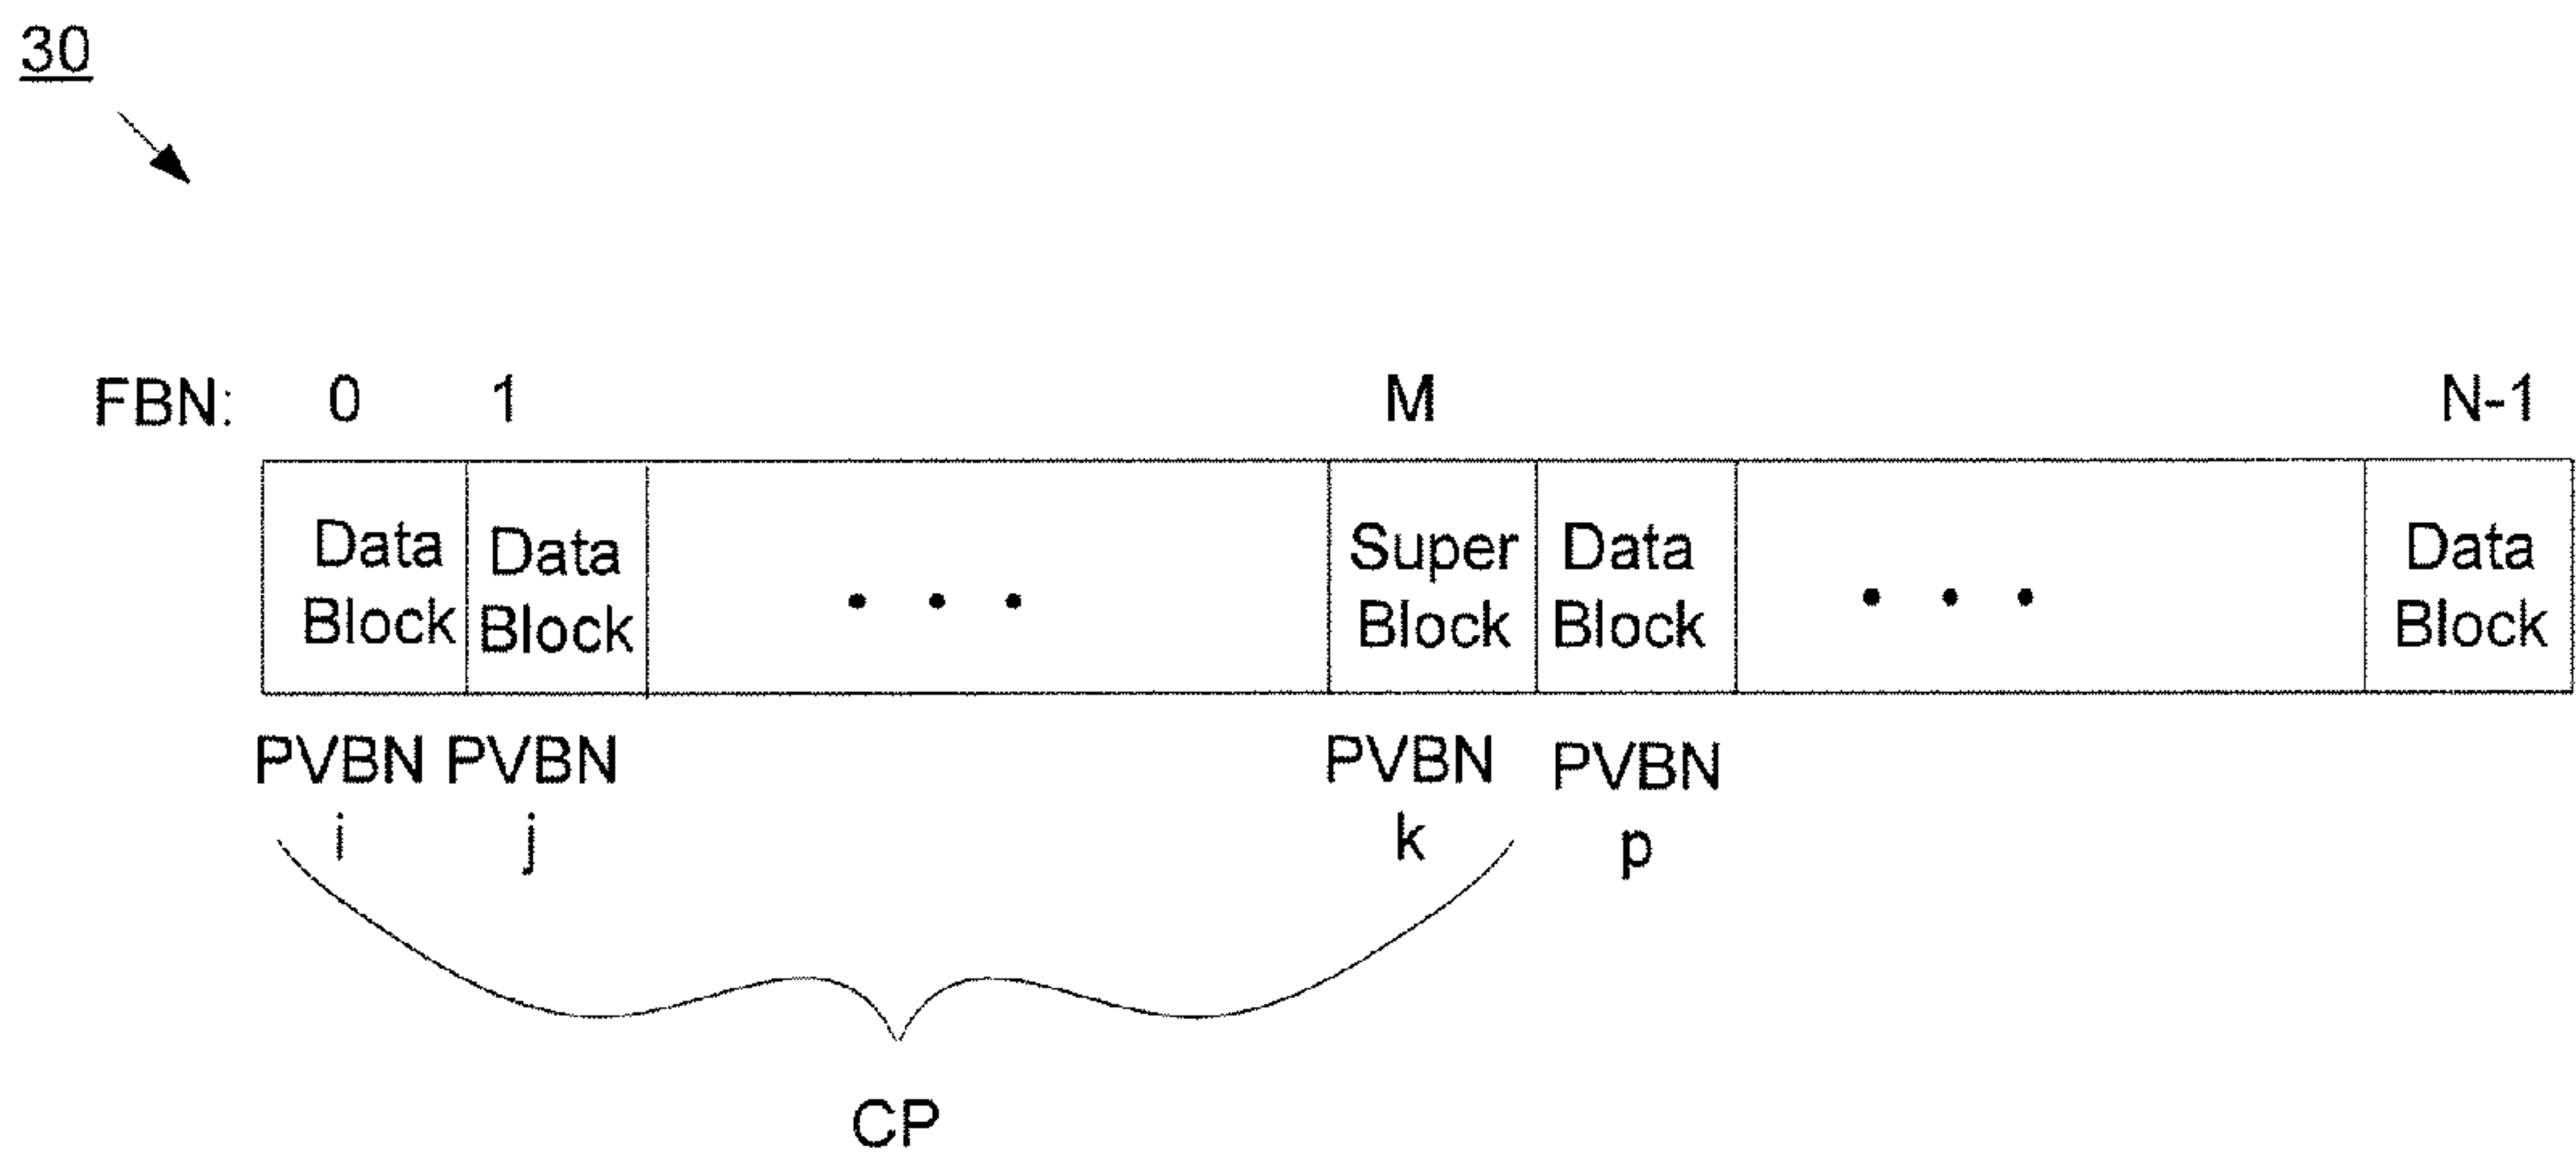 30
FBN: 0 1 M N-1
Data Block Data Block • • • Super Block Data Block • • • Data Block
PVBN i PVBN j PVBN k PVBN p
CP